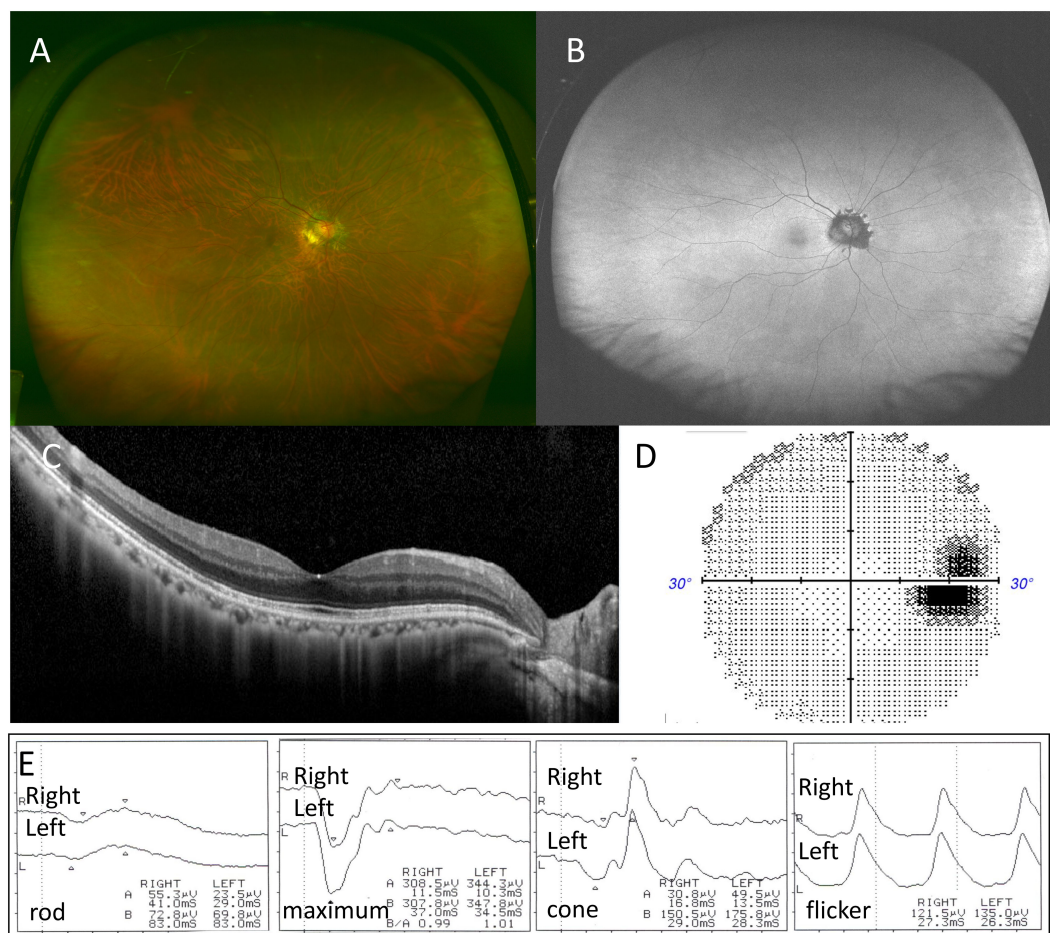 A
B
C
D
30°
30°
E
R
Right
L
Left
RIGHT LEFT
A 55.3μV 23.5μV
41.0mS 29.0mS
B 72.8μV 69.8μV
83.0mS 83.0mS
rod
R
Right
L
Left
RIGHT LEFT
A 308.5μV 344.3μV
11.5mS 10.3mS
B 307.8μV 347.8μV
37.0mS 34.5mS
B/A 0.99 1.01
maximum
Right
R
Left
L
RIGHT LEFT
A 30.8μV 49.5μV
16.8mS 13.5mS
B 150.5μV 175.8μV
29.0mS 28.3mS
cone
Right
R
Left
L
RIGHT LEFT
121.5μV 135.0μV
27.3mS 26.3mS
flicker